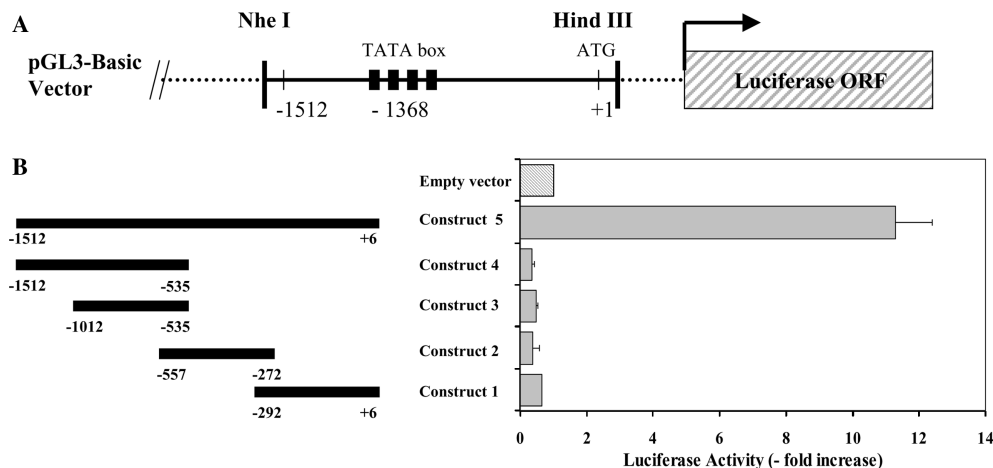 A
Nhe I
Hind III
pGL3-Basic
Vector
TATA box
ATG
-1512
- 1368
+1
Luciferase ORF
B
Empty vector
Construct 5
-1512
+6
Construct 4
-1512
-535
Construct 3
-1012
-535
Construct 2
-557
-272
Construct 1
-292
+6
0 2 4 6 8 10 12 14
Luciferase Activity (- fold increase)